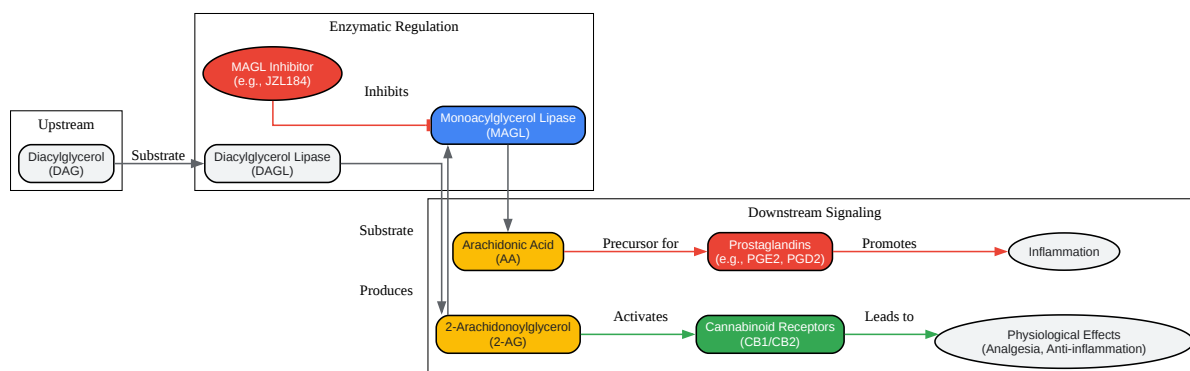 Enzymatic Regulation
MAGL Inhibitor
(e.g., JZL184)
Inhibits
Monoacylglycerol Lipase
(MAGL)
Upstream
Diacylglycerol
(DAG)
Substrate
Diacylglycerol Lipase
(DAGL)
Downstream Signaling
Substrate
Arachidonic Acid
(AA)
Precursor for
Prostaglandins
(e.g., PGE2, PGD2)
Promotes
Inflammation
Produces
2-Arachidonoylglycerol
(2-AG)
Activates
Cannabinoid Receptors
(CB1/CB2)
Leads to
Physiological Effects
(Analgesia, Anti-inflammation)